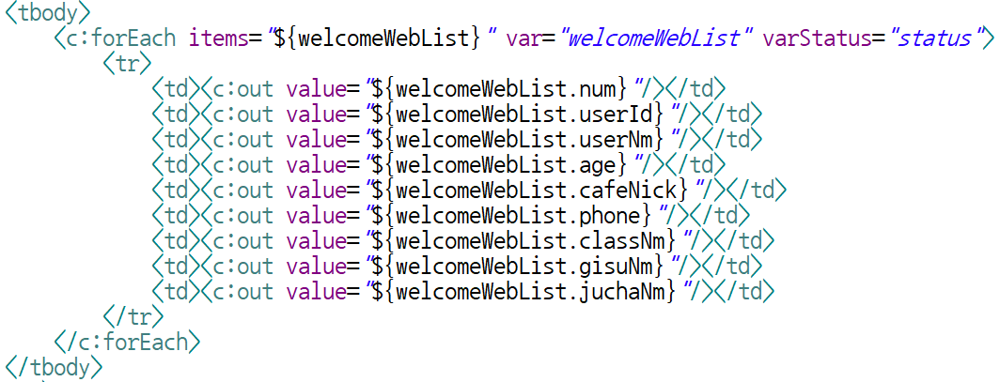 <tbody>
<c:forEach items="${welcomeWebList}" var="welcomeWebList" varStatus="status">
<tr>
<td><c:out value="${welcomeWebList.num}"/></td>
<td><c:out value="${welcomeWebList.userId}"/></td>
<td><c:out value="${welcomeWebList.userNm}"/></td>
<td><c:out value="${welcomeWebList.age}"/></td>
<td><c:out value="${welcomeWebList.cafeNick}"/></td>
<td><c:out value="${welcomeWebList.phone}"/></td>
<td><c:out value="${welcomeWebList.classNm}"/></td>
<td><c:out value="${welcomeWebList.gisuNm}"/></td>
<td><c:out value="${welcomeWebList.juchaNm}"/></td>
</tr>
</c:forEach>
</tbody>